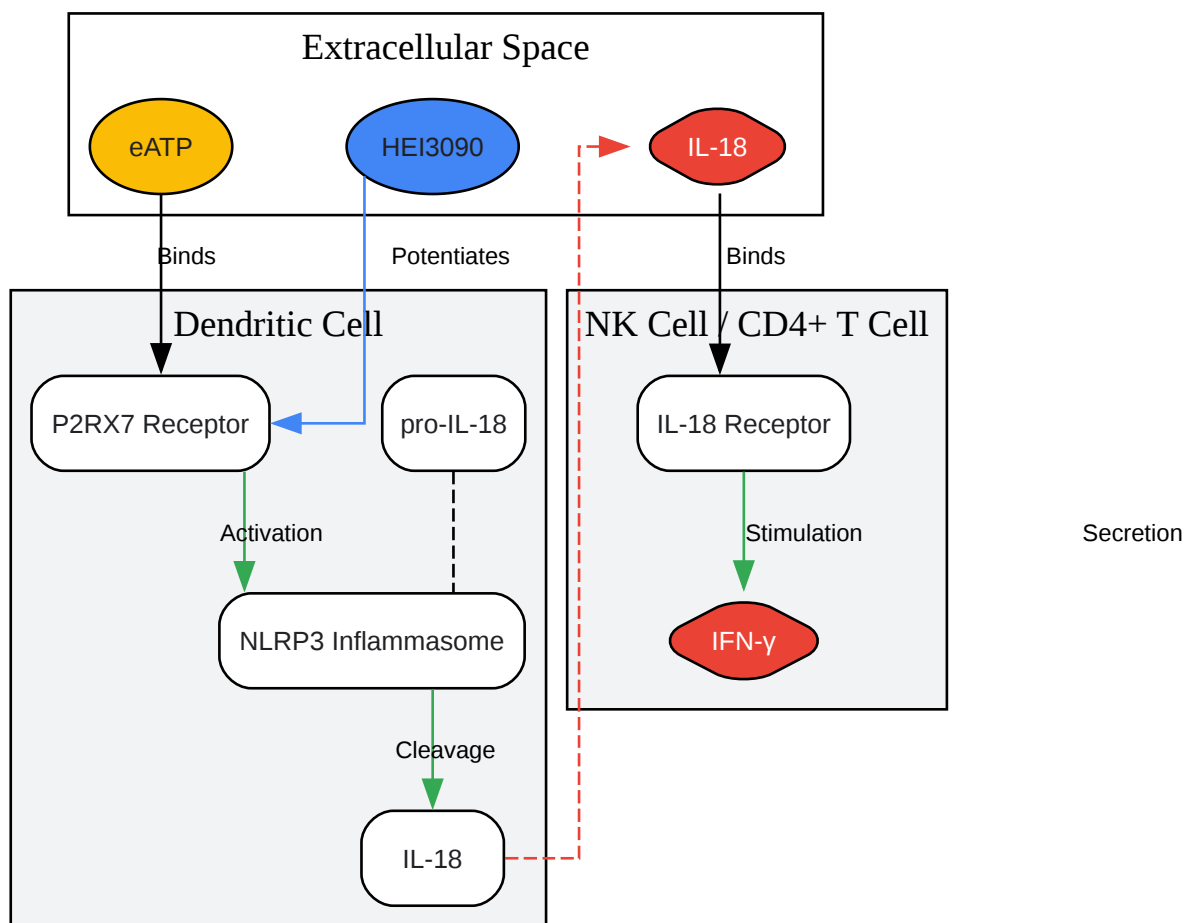 Extracellular Space
eATP
HEI3090
IL-18
Binds
Potentiates
Binds
Dendritic Cell
NK Cell / CD4+ T Cell
P2RX7 Receptor
pro-IL-18
IL-18 Receptor
Activation
Stimulation
Secretion
NLRP3 Inflammasome
IFN-γ
Cleavage
IL-18